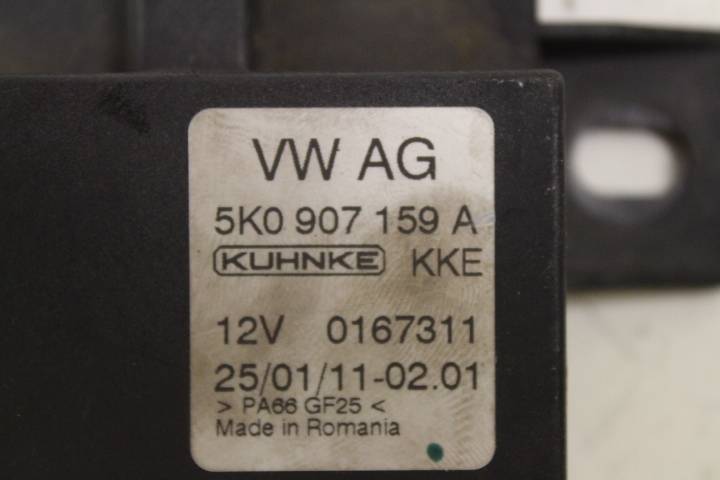 VW AG
5K0 907 159 A
KUHNKE KKE
12V 0167311
25/01/11-02.01
> PA66 GF25 <
Made in Romania